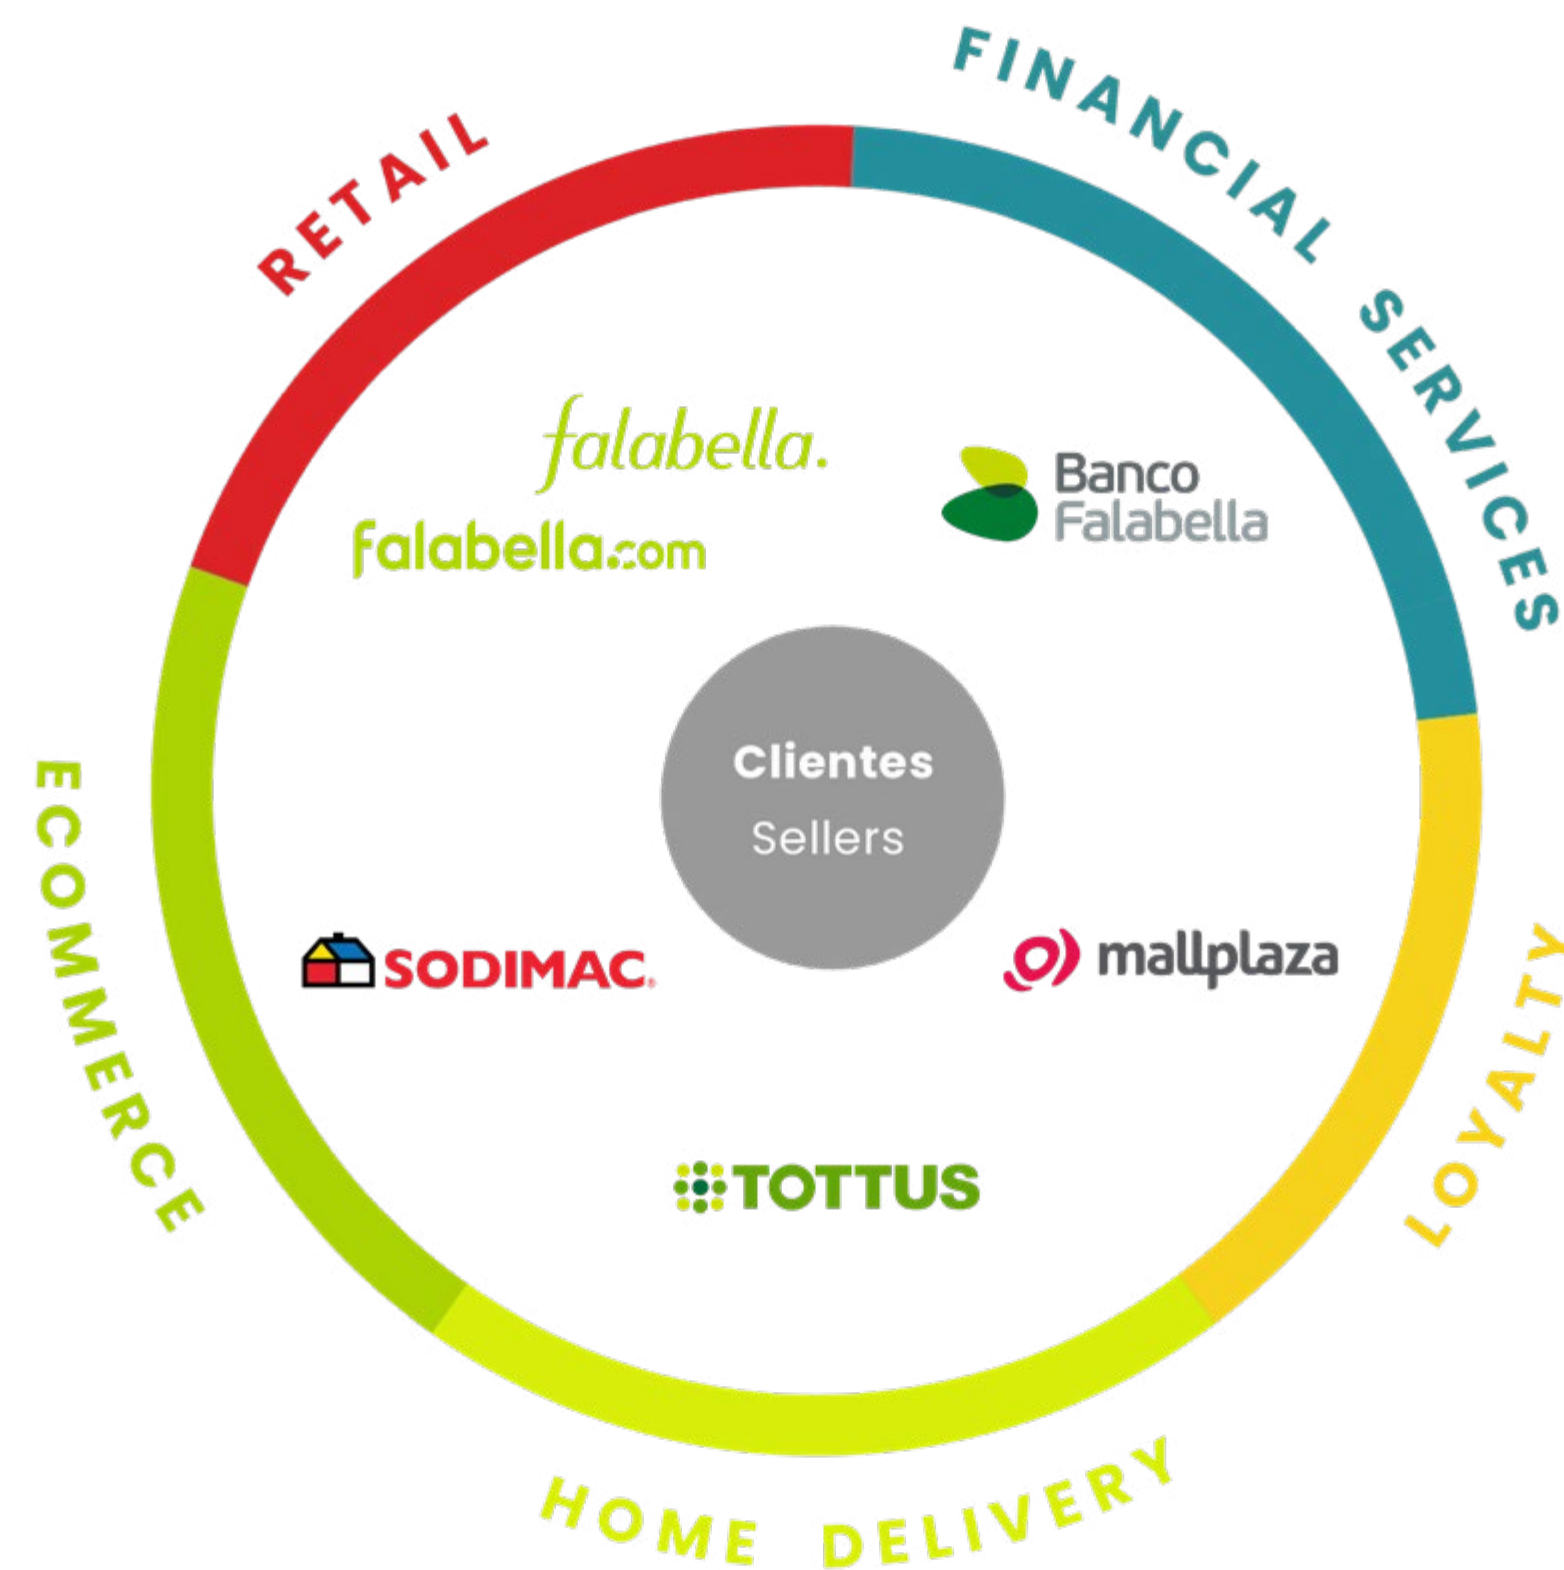 RETAIL
FINANCIAL SERVICES
falabella.
falabella.com
Banco
Falabella
Clientes
Sellers
SODIMAC®
mallplaza
TOTTUS
ECOMMERCE
LOYALTY
HOME DELIVERY